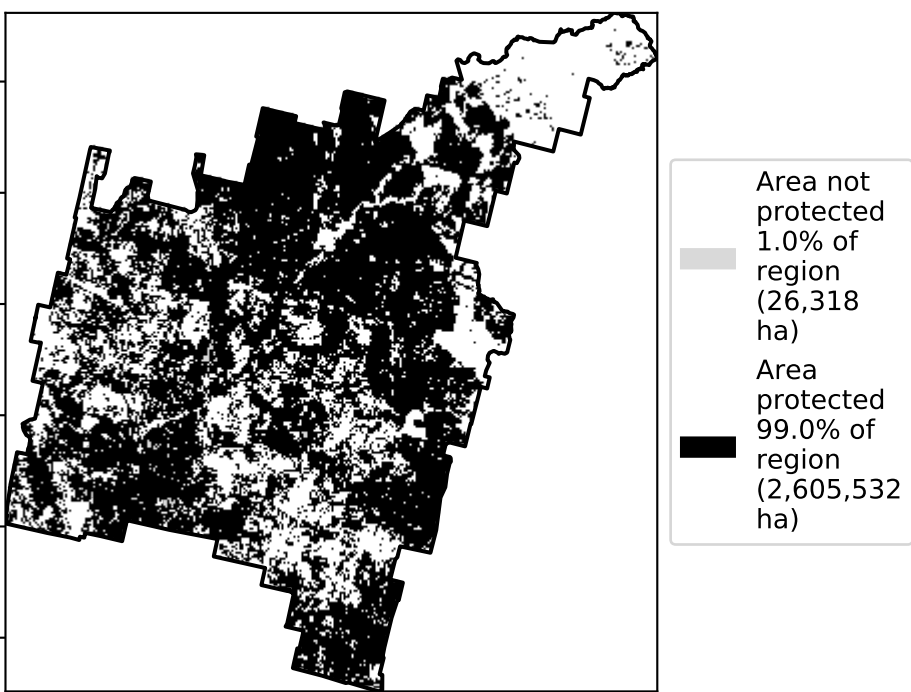 Area not
protected
1.0% of
region
(26,318
ha)
Area
protected
99.0% of
region
(2,605,532
ha)